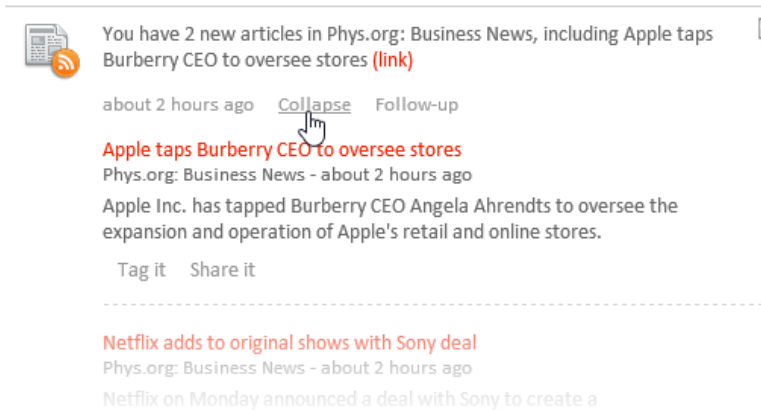 You have 2 new articles in Phys.org: Business News, including Apple taps
Burberry CEO to oversee stores (link)
about 2 hours ago Collapse Follow-up
Apple taps Burberry CEO to oversee stores
Phys.org: Business News - about 2 hours ago
Apple Inc. has tapped Burberry CEO Angela Ahrendts to oversee the
expansion and operation of Apple's retail and online stores.
Tag it Share it
Netflix adds to original shows with Sony deal
Phys.org: Business News - about 2 hours ago
Netflix on Monday announced a deal with Sony to create a